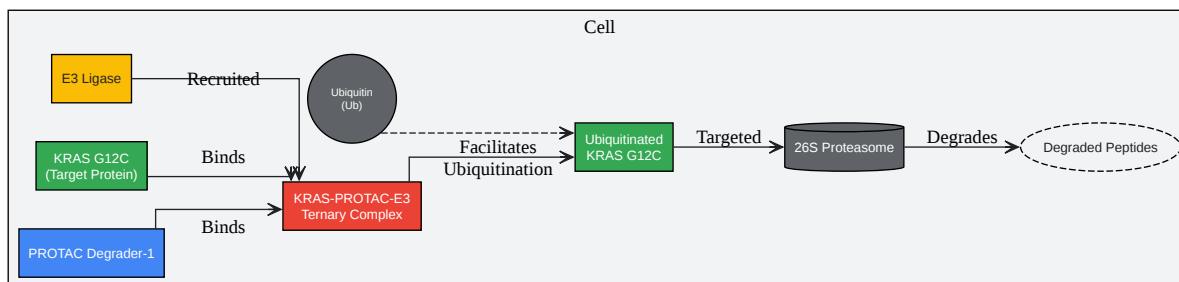 Cell
E3 Ligase
Recruited
Ubiquitin
(Ub)
KRAS G12C
(Target Protein)
Binds
PROTAC Degrader-1
Binds
KRAS-PROTAC-E3
Ternary Complex
Facilitates
Ubiquitination
Ubiquitinated
KRAS G12C
Targeted
26S Proteasome
Degrades
Degraded Peptides